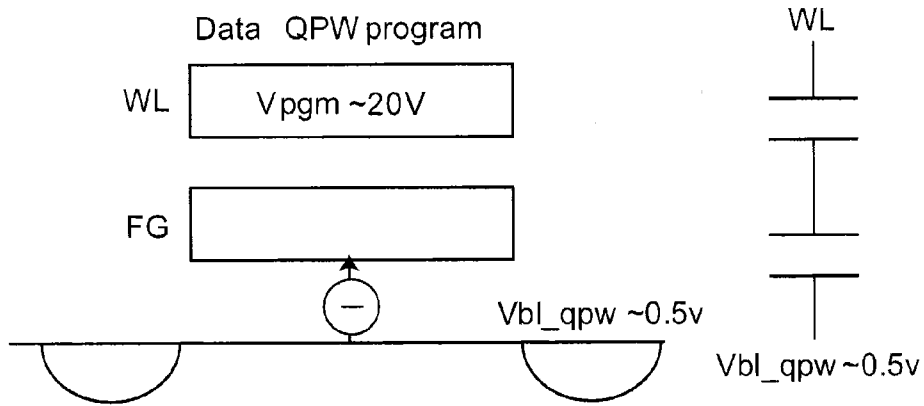 Data QPW program
WL
Vpgm ~20V
FG
−
Vbl_qpw ~0.5v
WL
Vbl_qpw ~0.5v